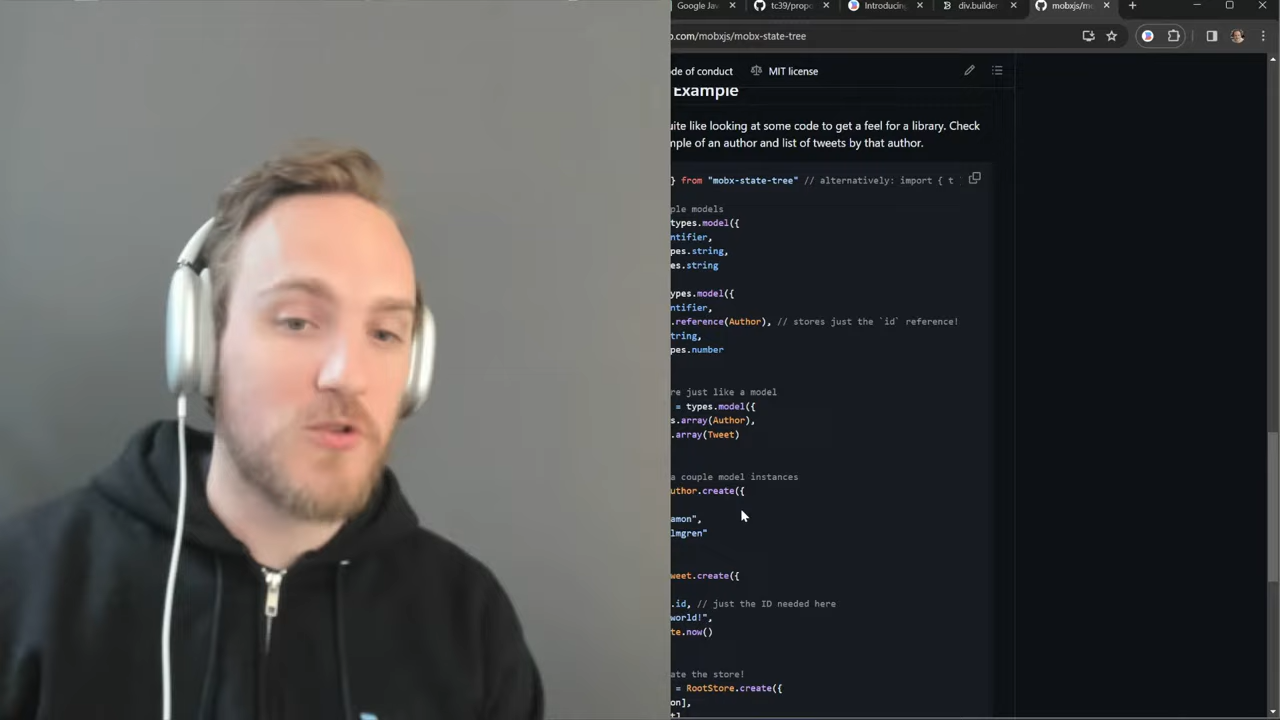 Google Jav
tc39/propo
Introducing
div.builder
mobxjs/mo
o.com/mobxjs/mobx-state-tree
de of conduct
MIT license
Example
uite like looking at some code to get a feel for a library. Check
mple of an author and list of tweets by that author.
} from "mobx-state-tree" // alternatively: import { t
ple models
types.model({
ntifier,
pes.string,
es.string
ypes.model({
ntifier,
.reference(Author), // stores just the `id` reference!
tring,
pes.number
re just like a model
= types.model({
s.array(Author),
.array(Tweet)
a couple model instances
uthor.create({
amon",
lmgren"
weet.create({
.id, // just the ID needed here
world!",
te.now()
ate the store!
= RootStore.create({
on],
t]